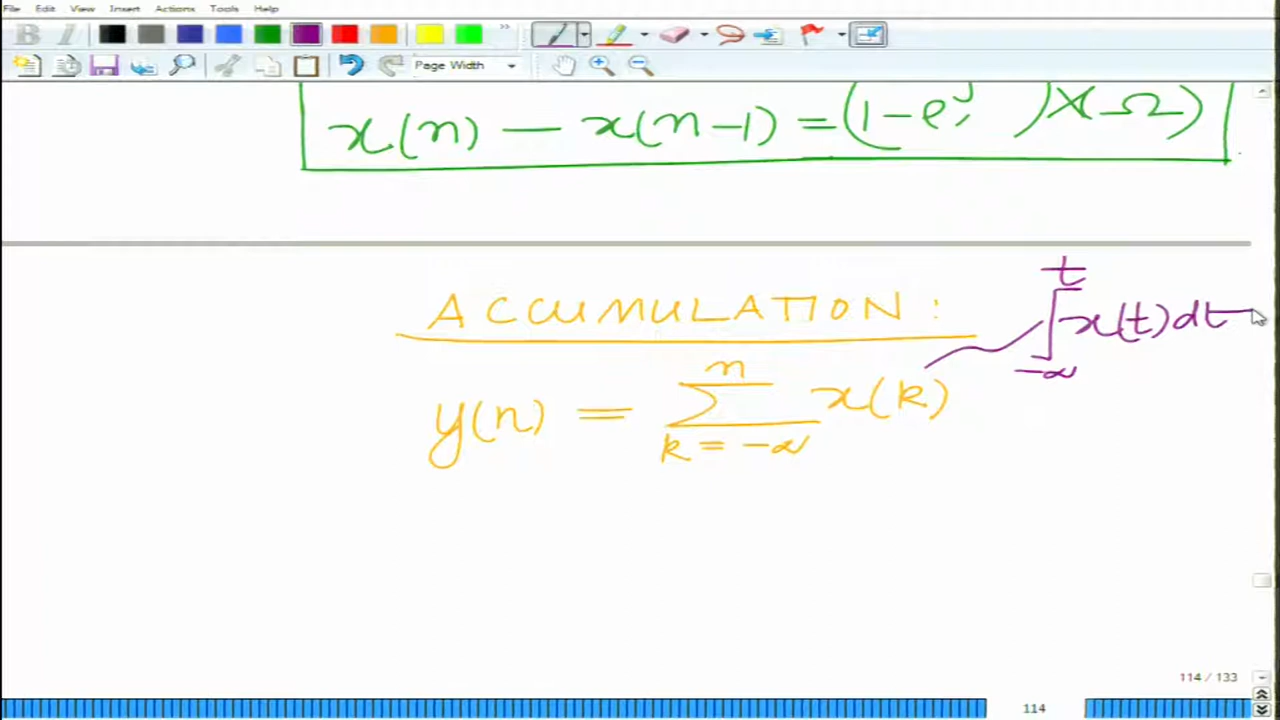 File Edit View Insert Actions Tools Help
B I
Page Width
x(n) — x(n-1) = (1-e^j )X(Ω)
ACCUMULATION:
∫_{-∞}^{t} x(t)dt
y(n) = ∑_{k=-∞}^{n} x(k)
114 / 133
114